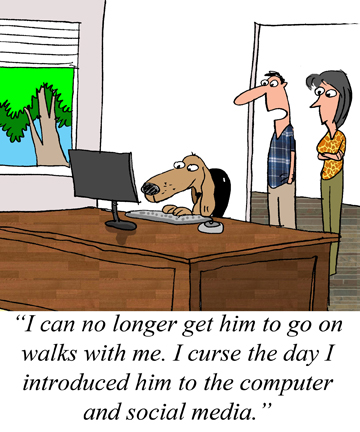 “I can no longer get him to go on
walks with me. I curse the day I
introduced him to the computer
and social media.”